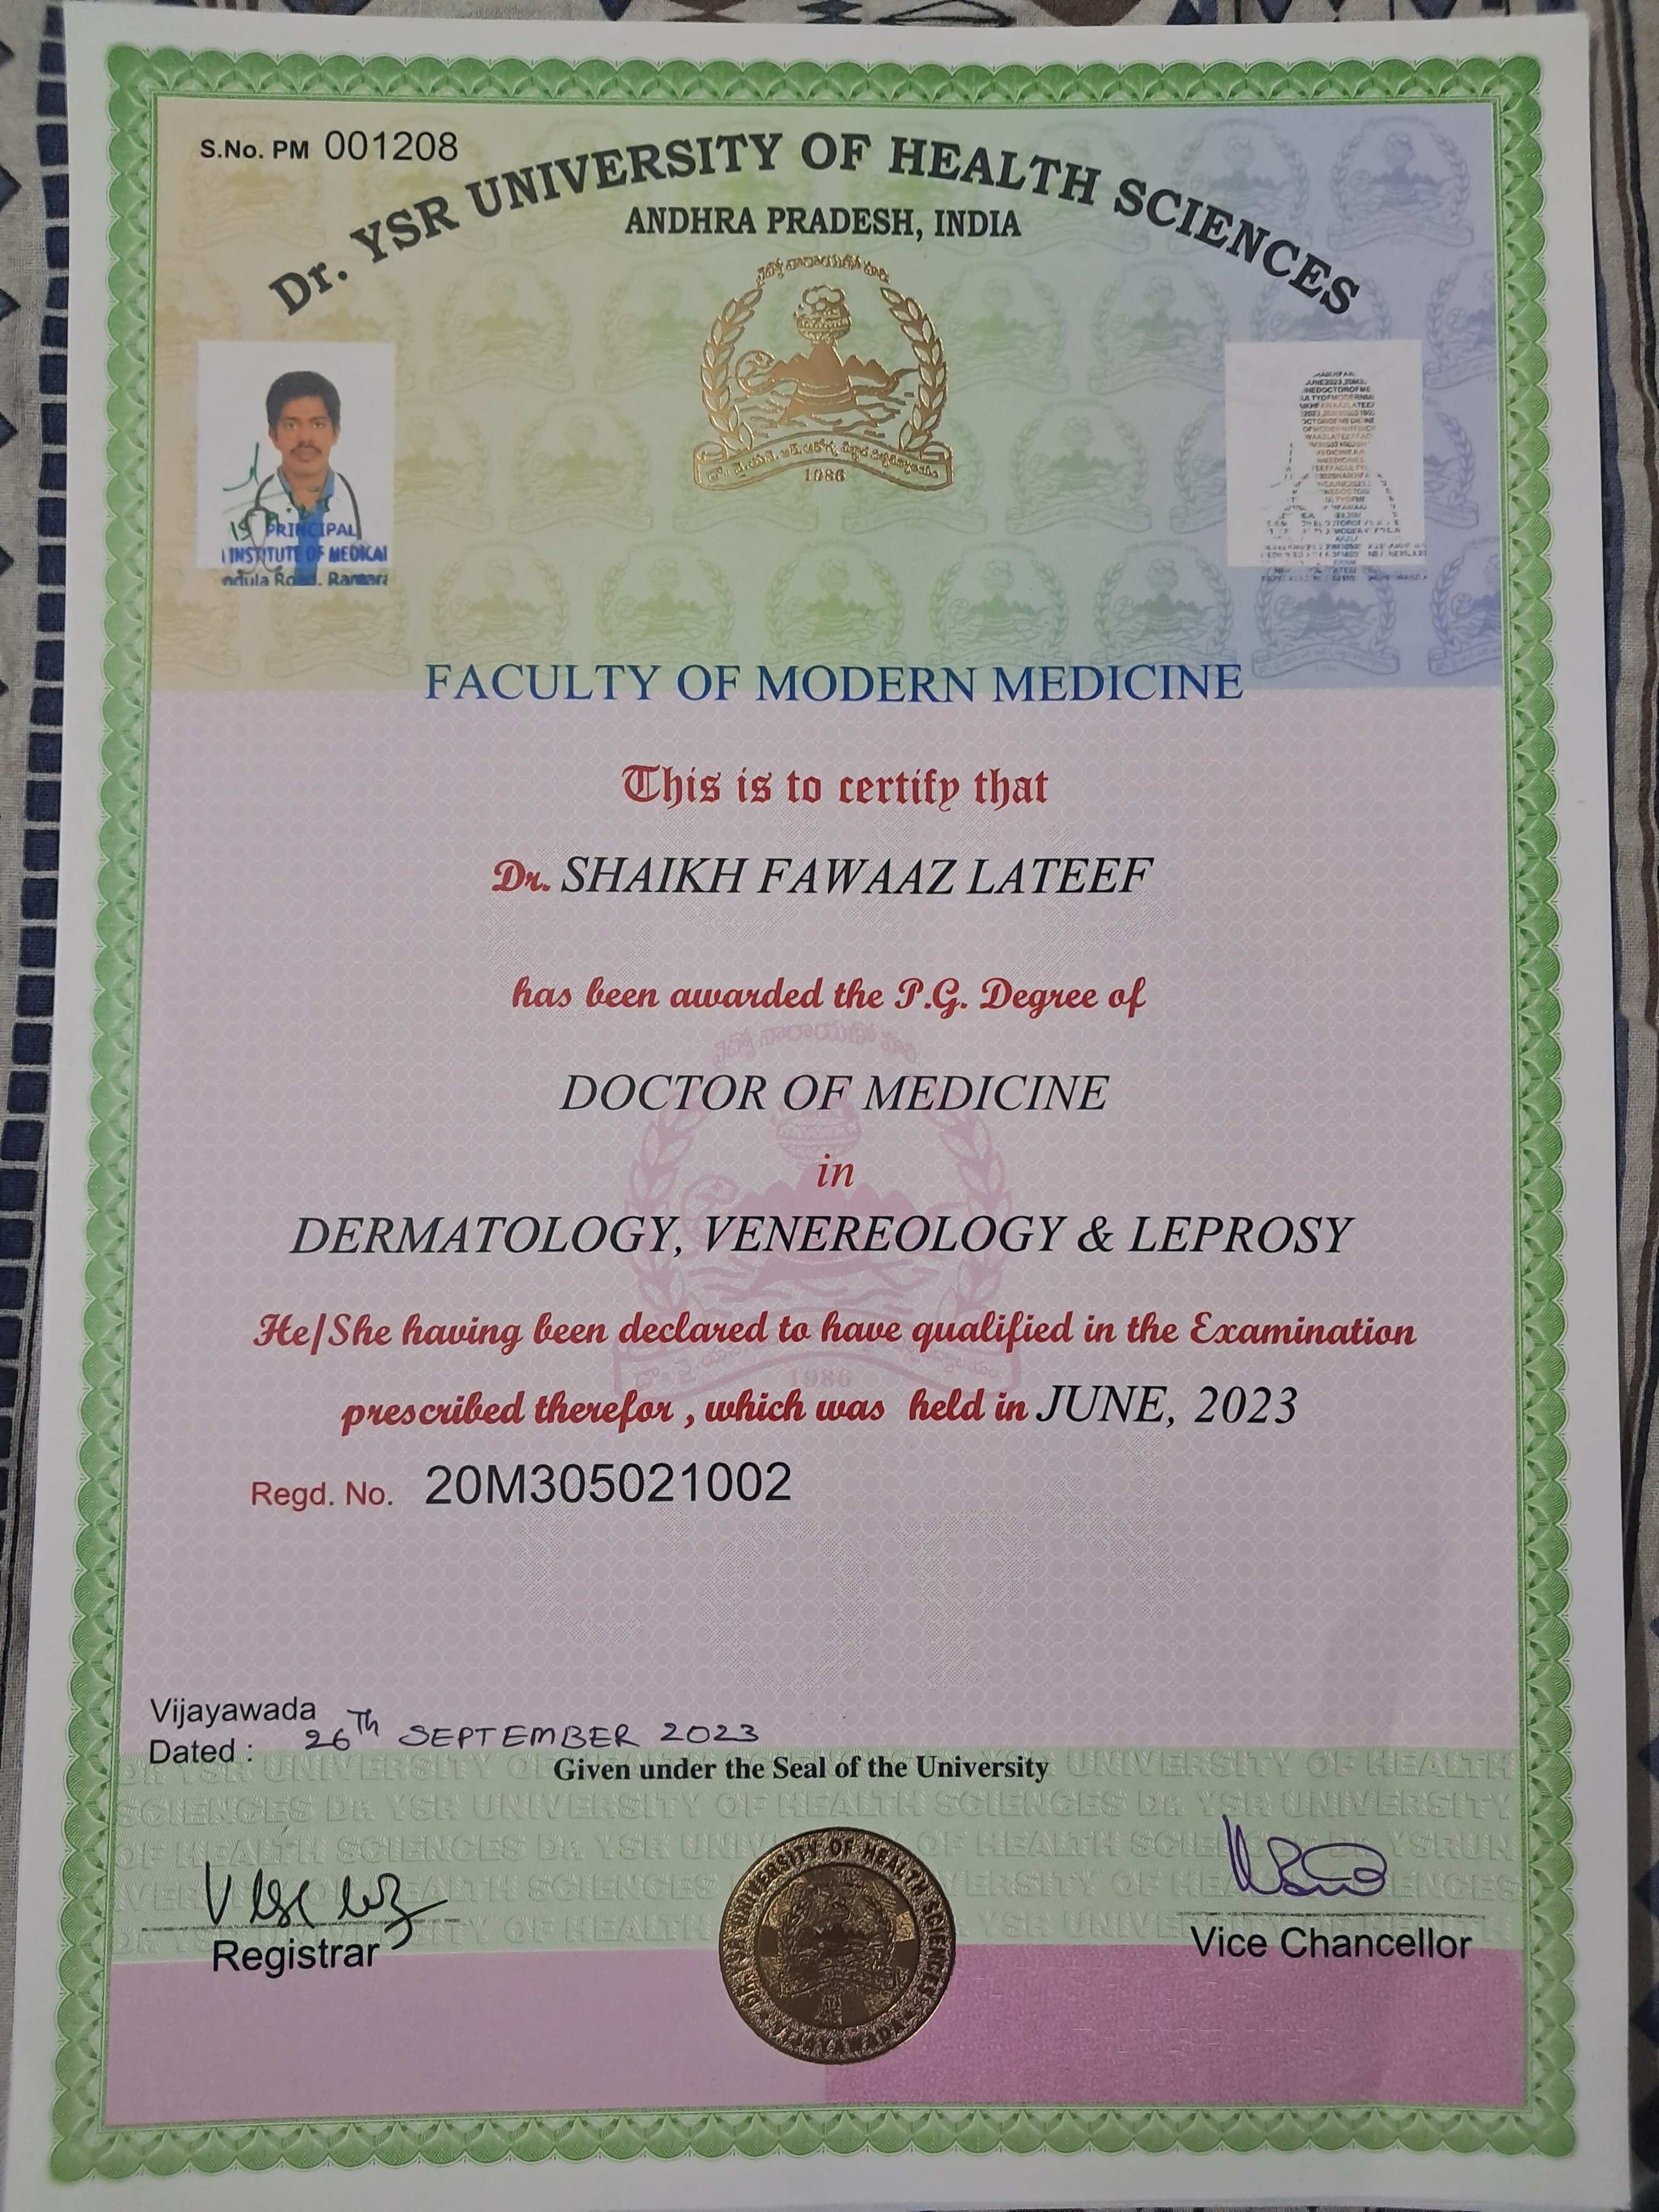 S.No. PM 001208
Dr. YSR UNIVERSITY OF HEALTH SCIENCES
ANDHRA PRADESH, INDIA
వైద్యో నారాయణో హరిః
1986
PRINCIPAL
INSTITUTE OF MEDICAL
FACULTY OF MODERN MEDICINE
This is to certify that
Dr. SHAIKH FAWAAZ LATEEF
has been awarded the P.G. Degree of
DOCTOR OF MEDICINE
in
DERMATOLOGY, VENEREOLOGY & LEPROSY
He/She having been declared to have qualified in the Examination
prescribed therefor , which was held in JUNE, 2023
1986
Regd. No. 20M305021002
Vijayawada
Dated : 26Th SEPTEMBER 2023
Given under the Seal of the University
Registrar
Vice Chancellor